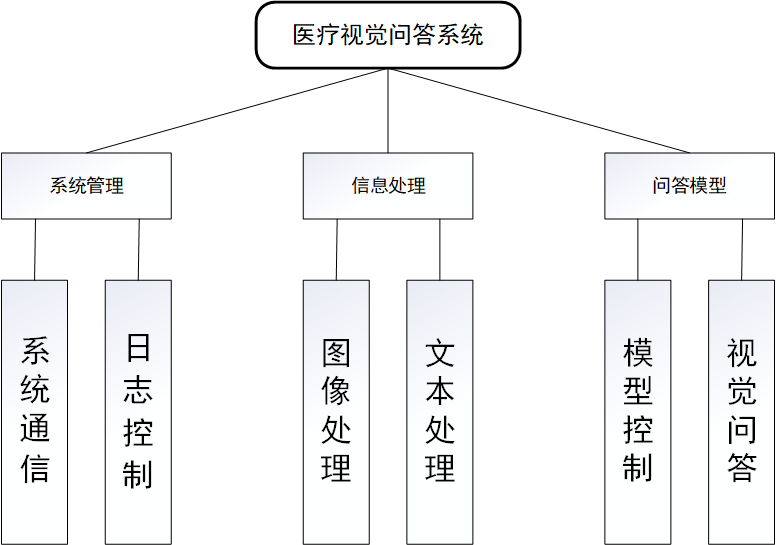 医疗视觉问答系统
系统管理
信息处理
问答模型
系统通信
日志控制
图像处理
文本处理
模型控制
视觉问答